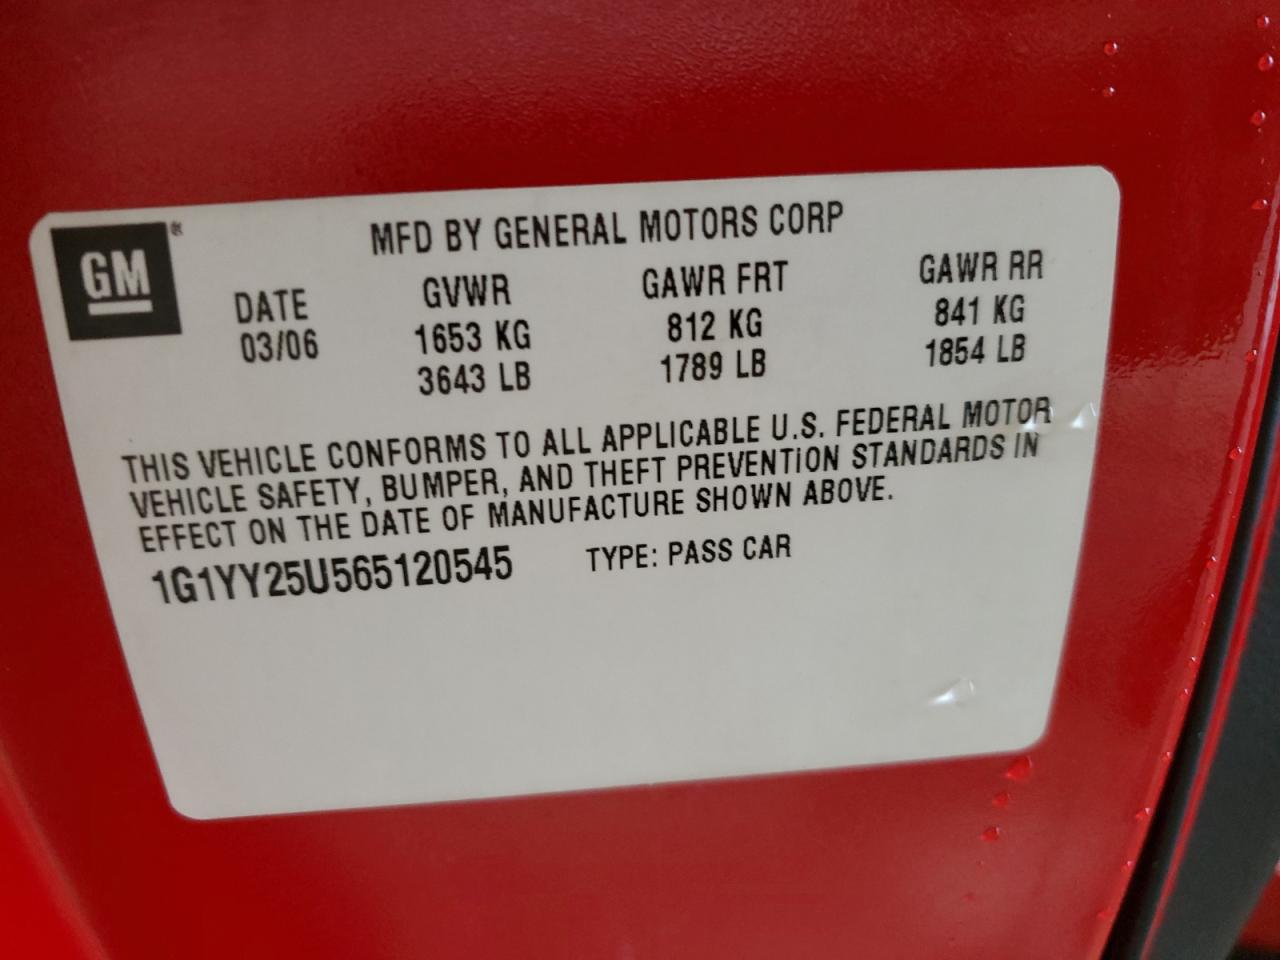 GM®
MFD BY GENERAL MOTORS CORP
DATE GVWR GAWR FRT GAWR RR
03/06 1653 KG 812 KG 841 KG
3643 LB 1789 LB 1854 LB
THIS VEHICLE CONFORMS TO ALL APPLICABLE U.S. FEDERAL MOTOR
VEHICLE SAFETY, BUMPER, AND THEFT PREVENTION STANDARDS IN
EFFECT ON THE DATE OF MANUFACTURE SHOWN ABOVE.
1G1YY25U565120545 TYPE: PASS CAR